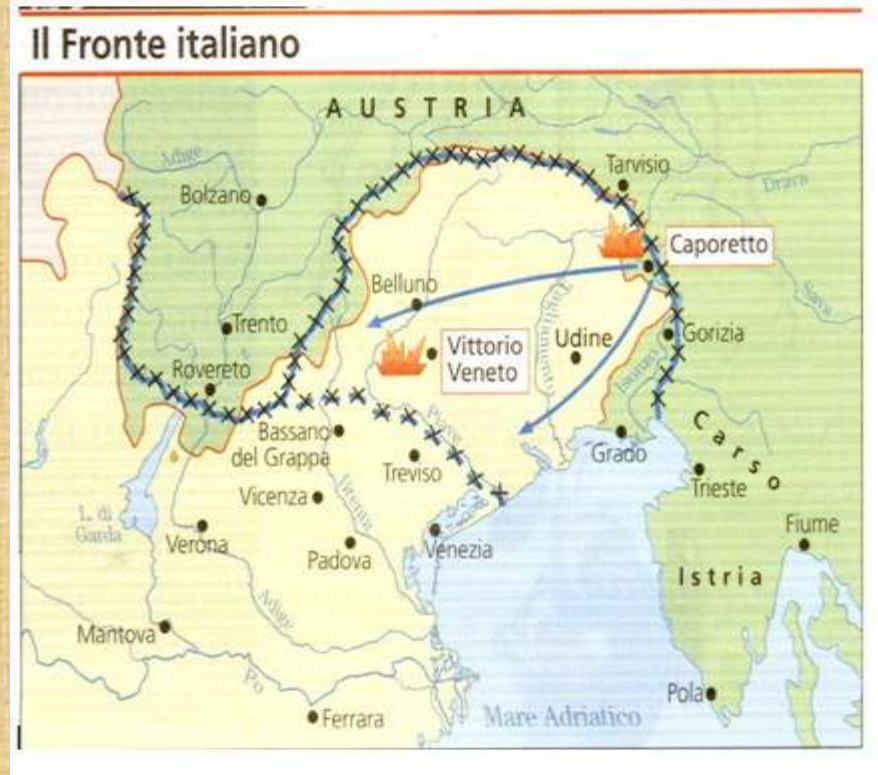 Il Fronte italiano
AUSTRIA
Adige
Tarvisio
Drava
Bolzano
Caporetto
Belluno
Sava
Tagliamento
Trento
Udine
Gorizia
Vittorio
Veneto
Isonzo
Rovereto
Piave
Carso
Bassano
del Grappa
Grado
Treviso
Trieste
Vicenza
Brenta
L. di
Garda
Fiume
Verona
Padova
Venezia
Istria
Adige
Mantova
Po
Pola
Ferrara
Mare Adriatico